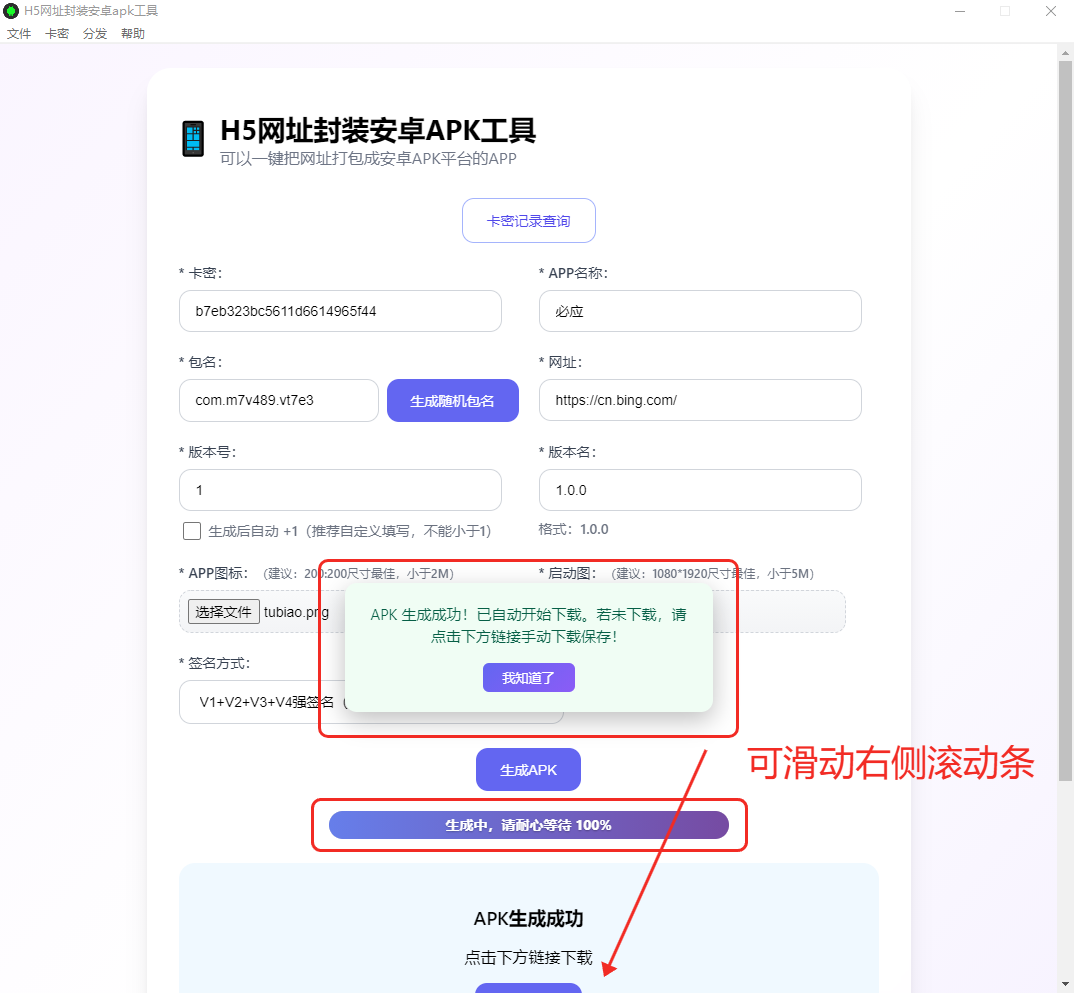 H5网址封装安卓apk工具
文件 卡密 分发 帮助
H5网址封装安卓APK工具
可以一键把网址打包成安卓APK平台的APP
卡密记录查询
* 卡密：
* APP名称：
b7eb323bc5611d6614965f44
必应
* 包名：
* 网址：
com.m7v489.vt7e3
生成随机包名
https://cn.bing.com/
* 版本号：
* 版本名：
1
1.0.0
生成后自动 +1（推荐自定义填写，不能小于1）
格式：1.0.0
* APP图标：（建议：200:200尺寸最佳，小于2M）
* 启动图：（建议：1080*1920尺寸最佳，小于5M）
选择文件 tubiao.png
APK 生成成功！已自动开始下载。若未下载，请
点击下方链接手动下载保存！
我知道了
* 签名方式：
V1+V2+V3+V4强签名（
生成APK
可滑动右侧滚动条
生成中，请耐心等待 100%
APK生成成功
点击下方链接下载